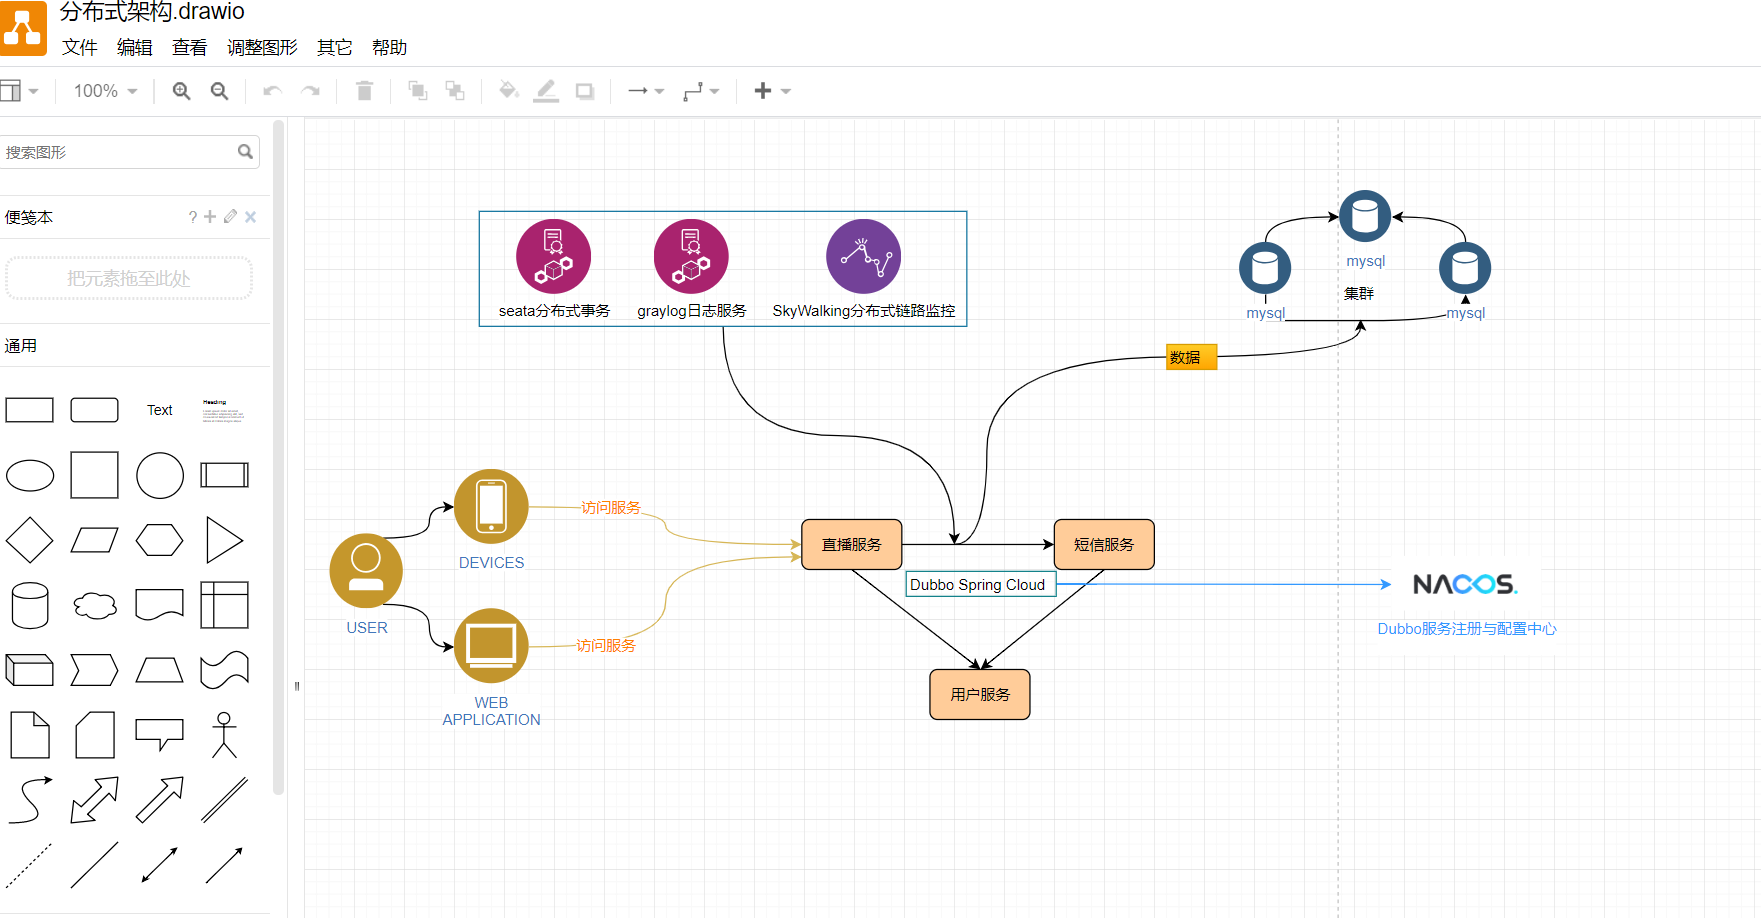 分布式架构.drawio
文件 编辑 查看 调整图形 其它 帮助
100%
搜索图形
便笺本 ?
把元素拖至此处
通用
Text
Heading
seata分布式事务
graylog日志服务
SkyWalking分布式链路监控
mysql
mysql
mysql
集群
数据
DEVICES
访问服务
USER
WEB
APPLICATION
访问服务
直播服务
短信服务
Dubbo Spring Cloud
用户服务
NACOS.
Dubbo服务注册与配置中心